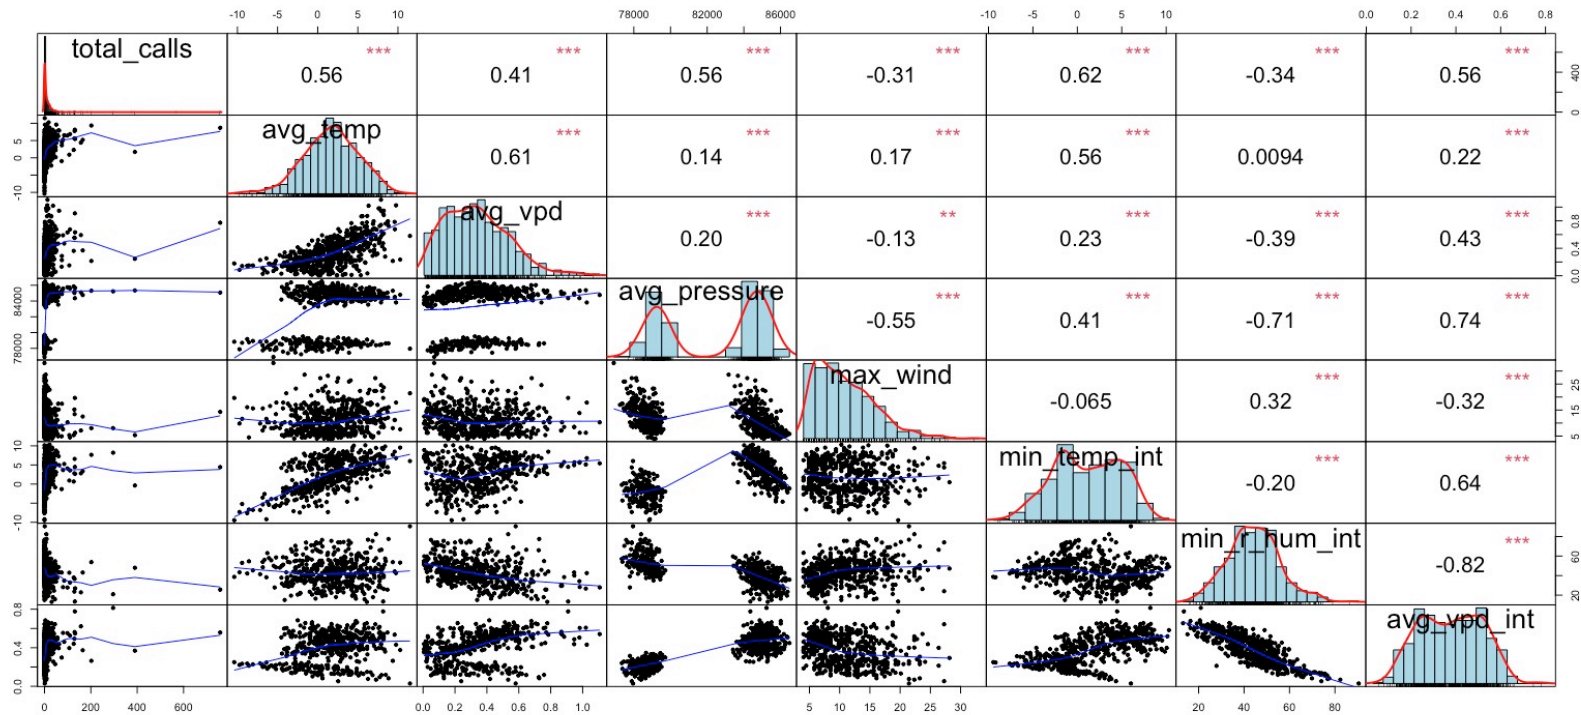 -10 -5 0 5 10 78000 82000 86000 -10 -5 0 5 10 0.0 0.2 0.4 0.6 0.8
total_calls *** *** *** *** *** *** ***
0.56 0.41 0.56 -0.31 0.62 -0.34 0.56
0 400
avg_temp *** *** *** *** ***
0.61 0.14 0.17 0.56 0.0094 0.22
-10 0 5
avg_vpd *** ** *** *** ***
0.20 -0.13 0.23 -0.39 0.43
0.0 0.4 0.8
avg_pressure *** *** *** ***
-0.55 0.41 -0.71 0.74
78000 84000
max_wind *** ***
-0.065 0.32 -0.32
5 15 25
min_temp_int *** ***
-0.20 0.64
-10 0 5 10
min_r_hum_int ***
-0.82
20 60
avg_vpd_int
0.0 0.4 0.8
0 200 400 600 0.0 0.2 0.4 0.6 0.8 1.0 5 10 15 20 25 30 20 40 60 80